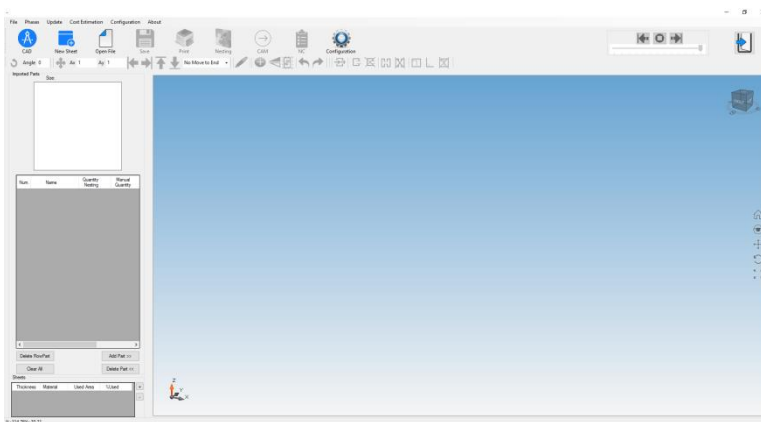 File Phases Update Cost Estimation Configuration About
CAD New Sheet Open File Save Print Nesting CAM NC Configuration
Angle 0 Ax 1 Ay 1 No Move to End
Imported Parts
Size
Num Name Quantity Nesting Manual Quantity
Delete RowPart Add Part >>
Clear All Delete Part <<
Sheets
Thickness Material Used Area %Used
Z
Y
X